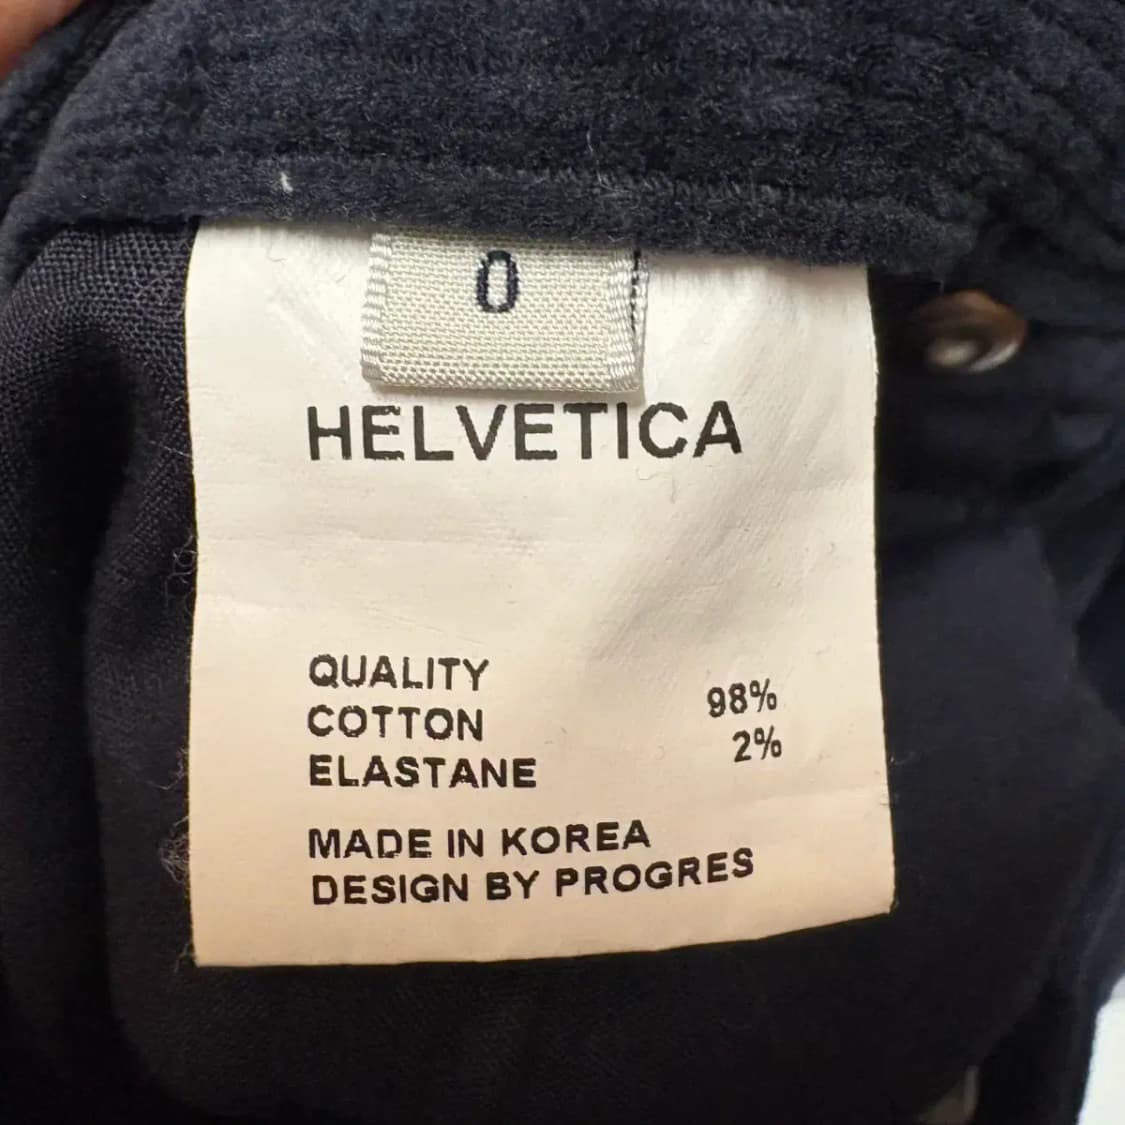 0
HELVETICA
QUALITY
COTTON 98%
ELASTANE 2%
MADE IN KOREA
DESIGN BY PROGRES